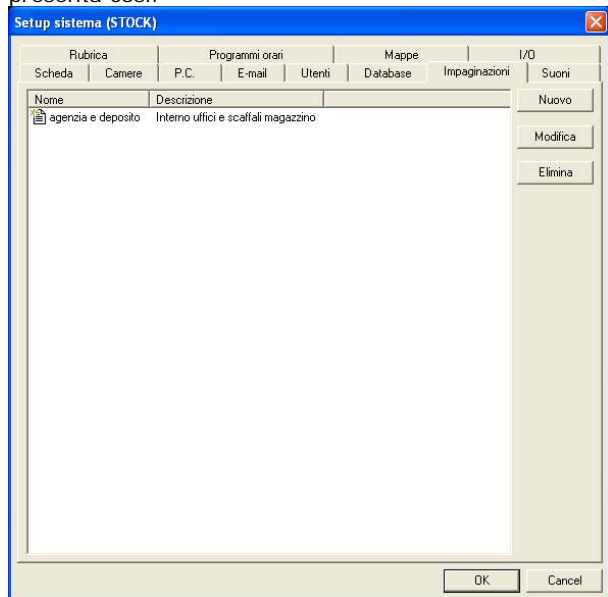 presenta così:
Setup sistema (STOCK)
Rubrica Programmi orari Mappe I/O
Scheda Camere P.C. E-mail Utenti Database Impaginazioni Suoni
Nome Descrizione
agenzia e deposito Interno uffici e scaffali magazzino
Nuovo
Modifica
Elimina
OK Cancel